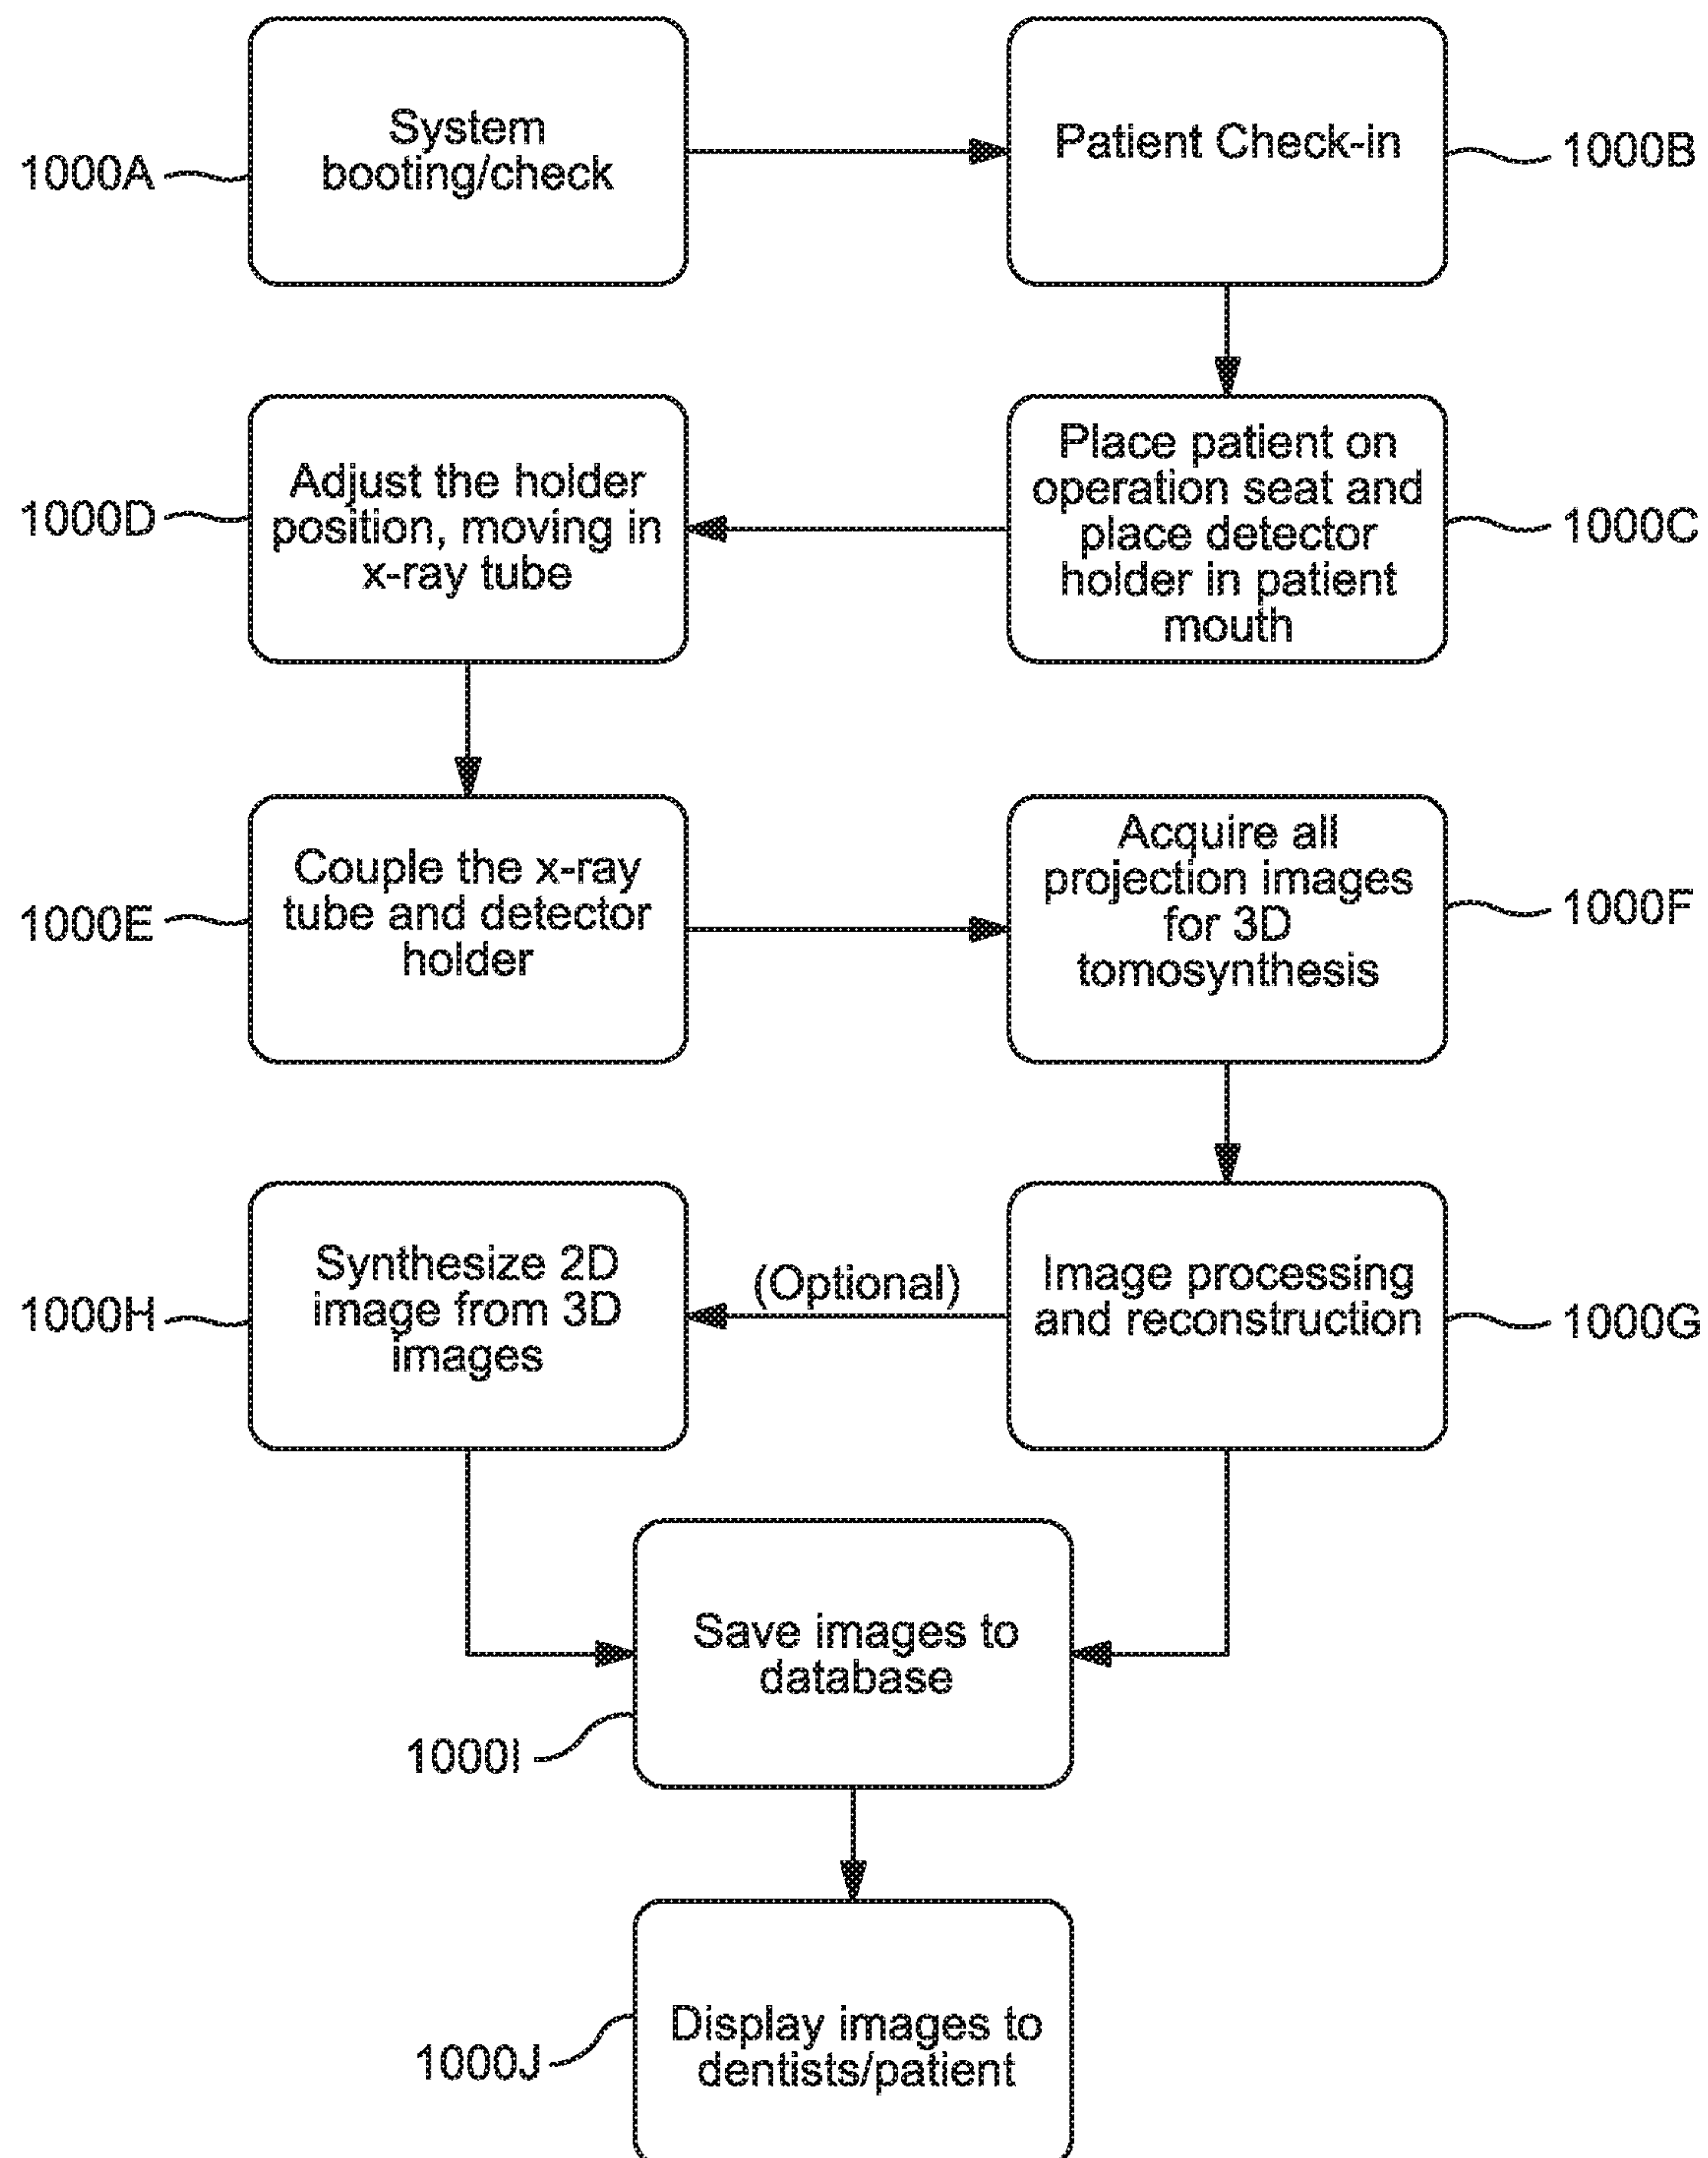 System
booting/check
1000A
Patient Check-in
1000B
Place patient on
operation seat and
place detector
holder in patient
mouth
1000C
Adjust the holder
position, moving in
x-ray tube
1000D
Couple the x-ray
tube and detector
holder
1000E
Acquire all
projection images
for 3D
tomosynthesis
1000F
Image processing
and reconstruction
1000G
(Optional)
Synthesize 2D
image from 3D
images
1000H
Save images to
database
1000I
Display images to
dentists/patient
1000J